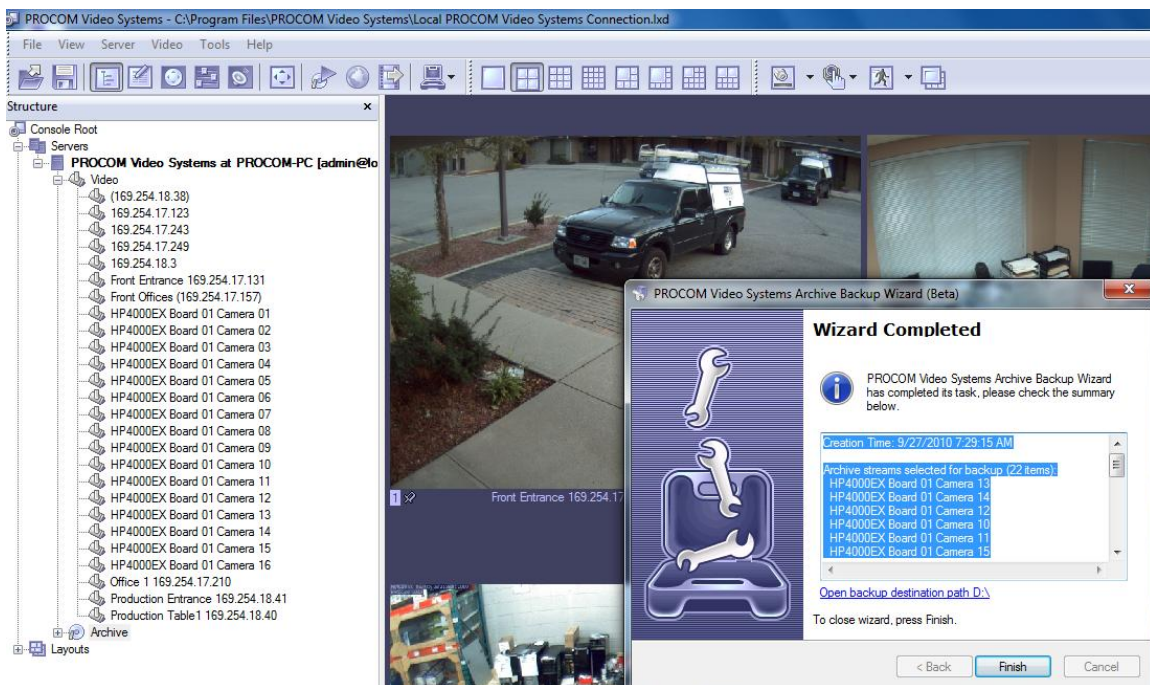 PROCOM Video Systems - C:\Program Files\PROCOM Video Systems\Local PROCOM Video Systems Connection.lxd
File View Server Video Tools Help
Structure
Console Root
Servers
PROCOM Video Systems at PROCOM-PC [admin@lo
Video
(169.254.18.38)
169.254.17.123
169.254.17.243
169.254.17.249
169.254.18.3
Front Entrance 169.254.17.131
Front Offices (169.254.17.157)
HP4000EX Board 01 Camera 01
HP4000EX Board 01 Camera 02
HP4000EX Board 01 Camera 03
HP4000EX Board 01 Camera 04
HP4000EX Board 01 Camera 05
HP4000EX Board 01 Camera 06
HP4000EX Board 01 Camera 07
HP4000EX Board 01 Camera 08
HP4000EX Board 01 Camera 09
HP4000EX Board 01 Camera 10
HP4000EX Board 01 Camera 11
HP4000EX Board 01 Camera 12
HP4000EX Board 01 Camera 13
HP4000EX Board 01 Camera 14
HP4000EX Board 01 Camera 15
HP4000EX Board 01 Camera 16
Office 1 169.254.17.210
Production Entrance 169.254.18.41
Production Table1 169.254.18.40
Archive
Layouts
1
Front Entrance 169.254.17
PROCOM Video Systems Archive Backup Wizard (Beta)
Wizard Completed
PROCOM Video Systems Archive Backup Wizard
has completed its task, please check the summary
below.
Creation Time: 9/27/2010 7:29:15 AM
Archive streams selected for backup (22 items):
HP4000EX Board 01 Camera 13
HP4000EX Board 01 Camera 14
HP4000EX Board 01 Camera 12
HP4000EX Board 01 Camera 10
HP4000EX Board 01 Camera 11
HP4000EX Board 01 Camera 15
Open backup destination path D:\
To close wizard, press Finish.
< Back Finish Cancel